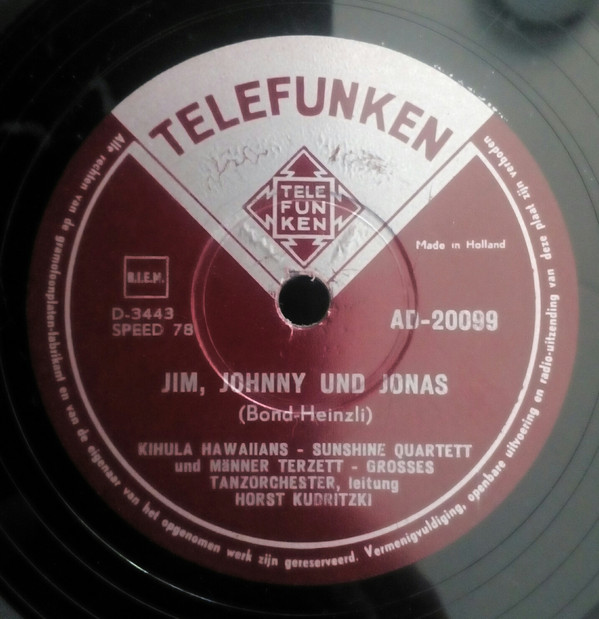 TELEFUNKEN
TELE
FUN
KEN
Made in Holland
B.I.E.M.
D-3443
SPEED 78
AD-20099
JIM, JOHNNY UND JONAS
(Bond-Heinzli)
KIHULA HAWAIIANS - SUNSHINE QUARTETT
und MÄNNER TERZETT - GROSSES
TANZORCHESTER, leitung
HORST KUDRITZKI
Alle rechten van de gramofoonplaten-fabrikant en van de eigenaar van het opgenomen werk zijn gereserveerd. Vermenigvuldiging, openbare uitvoering en radio-uitzending van deze plaat zijn verboden